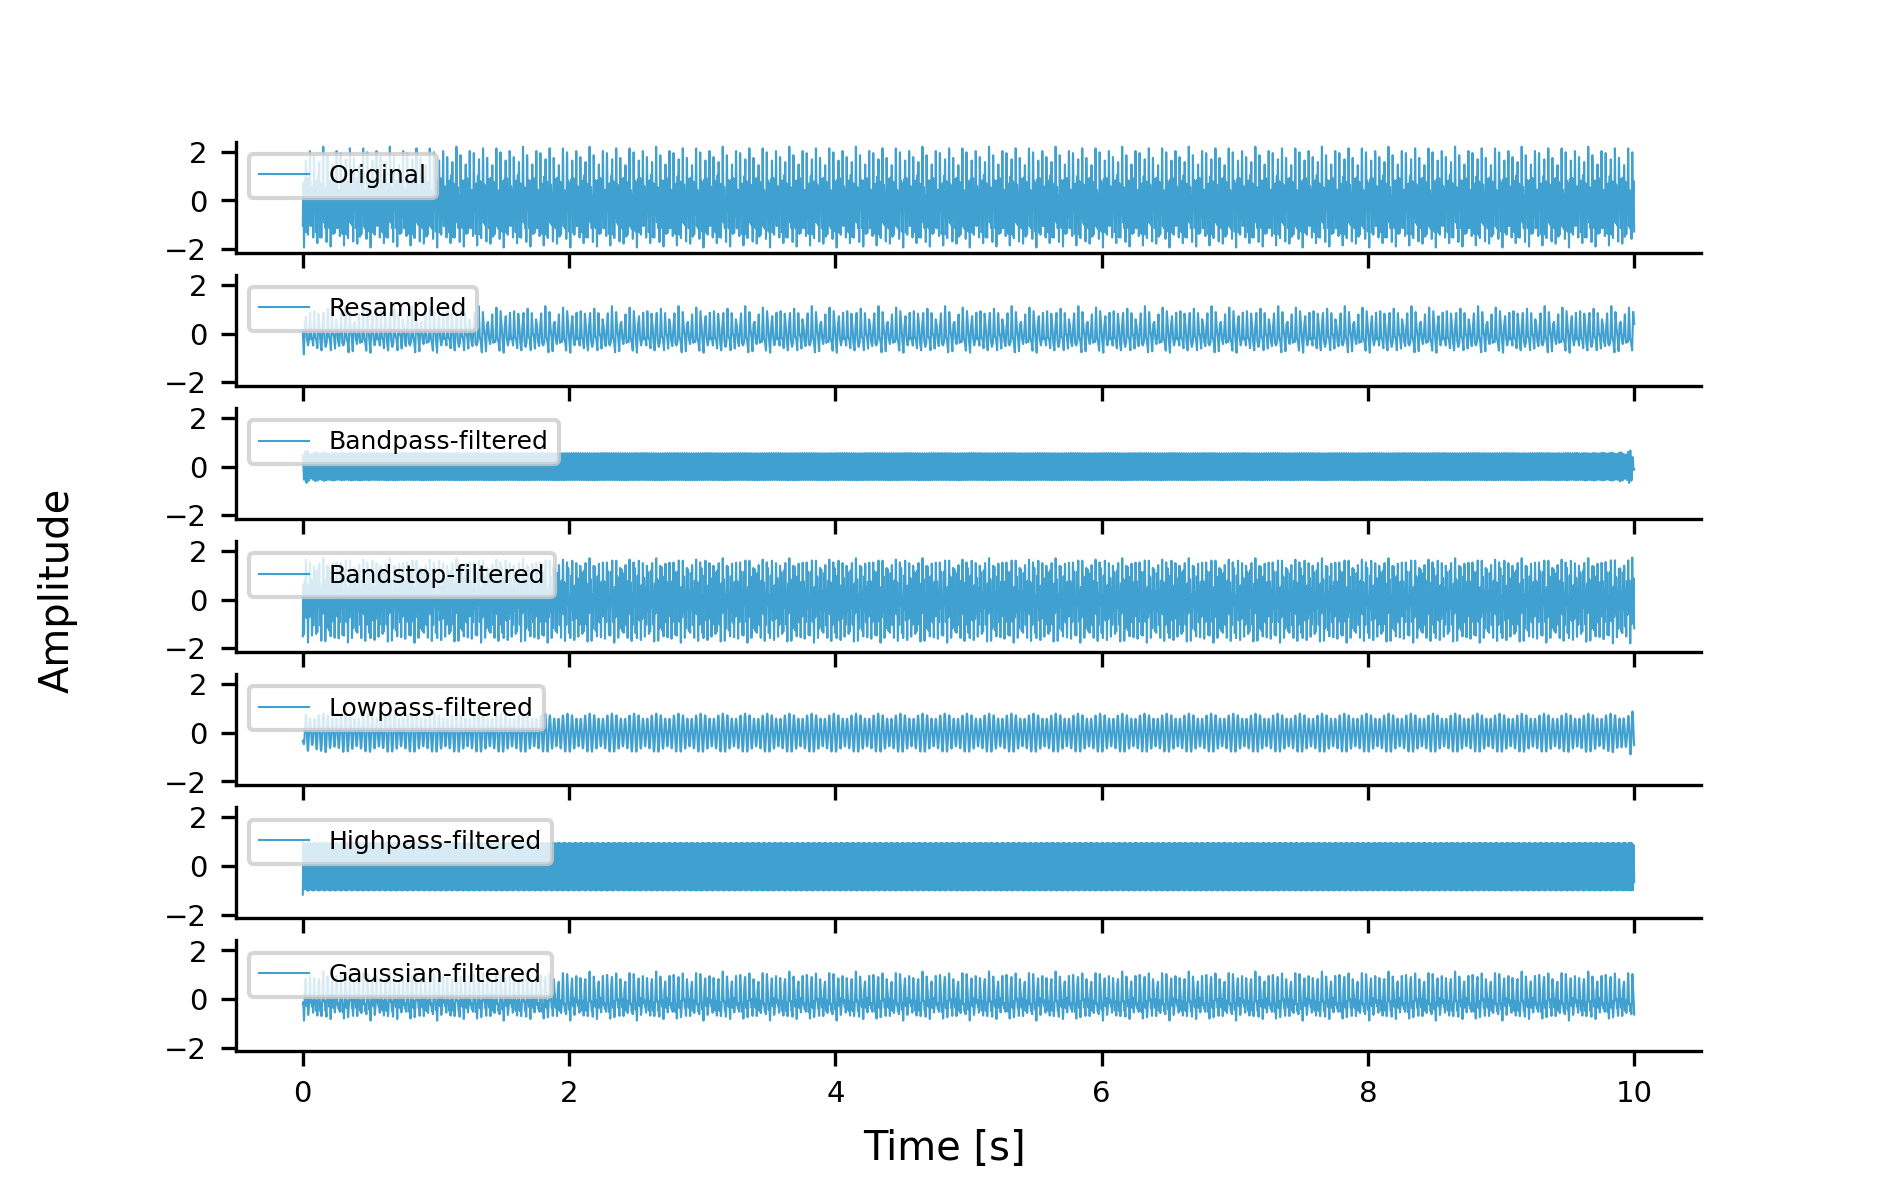 2
0
−2
Original
2
0
−2
Resampled
2
0
−2
Bandpass-filtered
2
0
−2
Bandstop-filtered
2
0
−2
Lowpass-filtered
2
0
−2
Highpass-filtered
2
0
−2
Gaussian-filtered
Amplitude
0 2 4 6 8 10
Time [s]